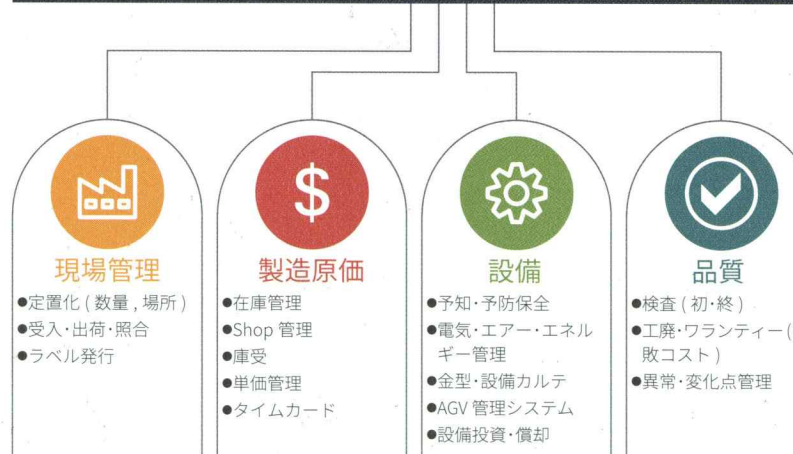 現場管理
●定置化 ( 数量 , 場所 )
●受入･出荷･照合
●ラベル発行
$
製造原価
●在庫管理
●Shop 管理
●庫受
●単価管理
●タイムカード
設備
●予知･予防保全
●電気･エアー･エネル
ギー管理
●金型･設備カルテ
●AGV 管理システム
●設備投資･償却
品質
●検査 ( 初･終 )
●工廃･ワランティー (
敗コスト )
●異常･変化点管理